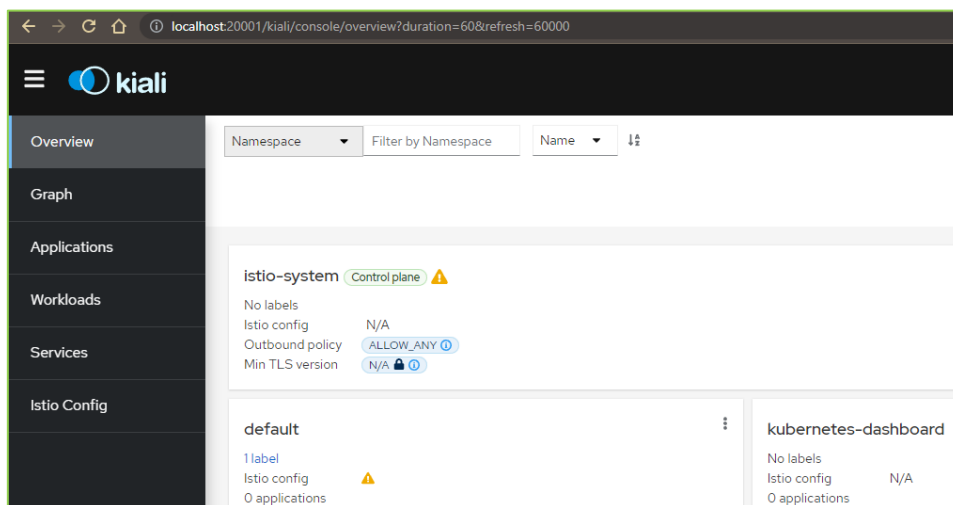 localhost:20001/kiali/console/overview?duration=60&refresh=60000
kiali
Overview
Graph
Applications
Workloads
Services
Istio Config
Namespace Filter by Namespace Name
istio-system Control plane
No labels
Istio config N/A
Outbound policy ALLOW_ANY
Min TLS version N/A
default
1 label
Istio config
0 applications
kubernetes-dashboard
No labels
Istio config N/A
0 applications